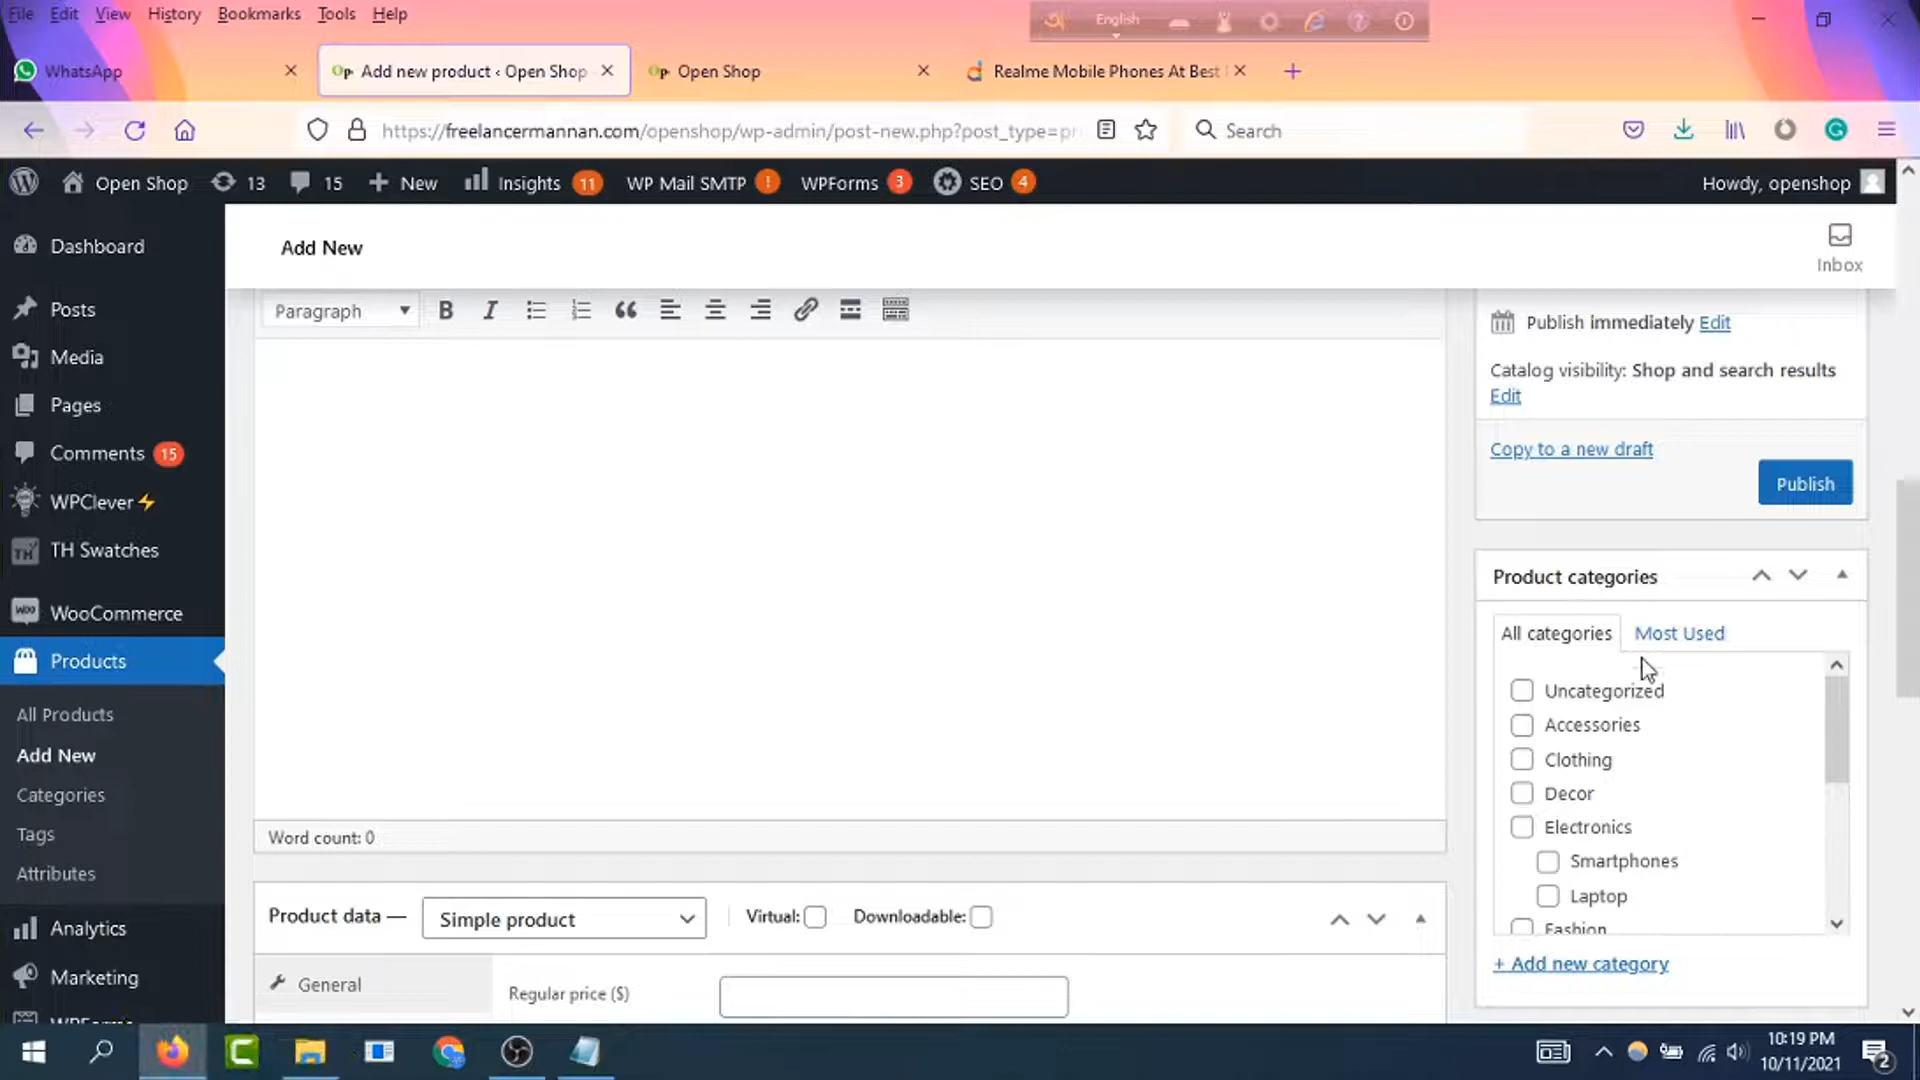 File Edit View History Bookmarks Tools Help
অ English
WhatsApp
Op Add new product ‹ Open Shop
Op Open Shop
Realme Mobile Phones At Best
https://freelancermannan.com/openshop/wp-admin/post-new.php?post_type=pr
Search
Open Shop 13 15 New Insights 11 WP Mail SMTP ! WPForms 3 SEO 4
Howdy, openshop
Dashboard
Posts
Media
Pages
Comments 15
WPClever
TH Swatches
WooCommerce
Products
All Products
Add New
Categories
Tags
Attributes
Analytics
Marketing
WPForms
Add New
Inbox
Paragraph
B I
Word count: 0
Product data — Simple product Virtual: Downloadable:
General
Regular price ($)
Publish immediately Edit
Catalog visibility: Shop and search results
Edit
Copy to a new draft
Publish
Product categories
All categories Most Used
Uncategorized
Accessories
Clothing
Decor
Electronics
Smartphones
Laptop
Fashion
+ Add new category
10:19 PM
10/11/2021
2